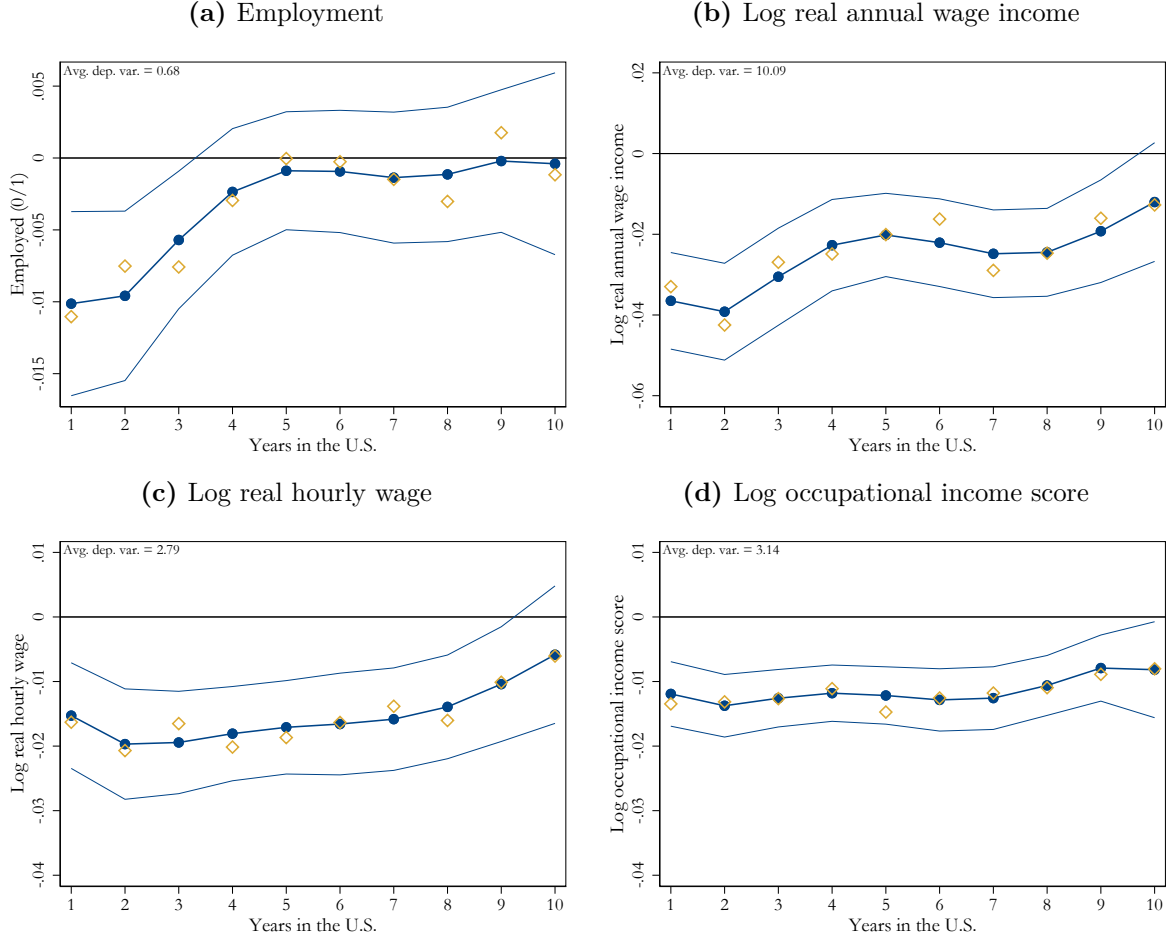 (a) Employment
Avg. dep. var. = 0.68
Employed (0/1)
.005
0
-.005
-.01
-.015
1 2 3 4 5 6 7 8 9 10
Years in the U.S.
(b) Log real annual wage income
Avg. dep. var. = 10.09
Log real annual wage income
.02
0
-.02
-.04
-.06
1 2 3 4 5 6 7 8 9 10
Years in the U.S.
(c) Log real hourly wage
Avg. dep. var. = 2.79
Log real hourly wage
.01
0
-.01
-.02
-.03
-.04
1 2 3 4 5 6 7 8 9 10
Years in the U.S.
(d) Log occupational income score
Avg. dep. var. = 3.14
Log occupational income score
.01
0
-.01
-.02
-.03
-.04
1 2 3 4 5 6 7 8 9 10
Years in the U.S.